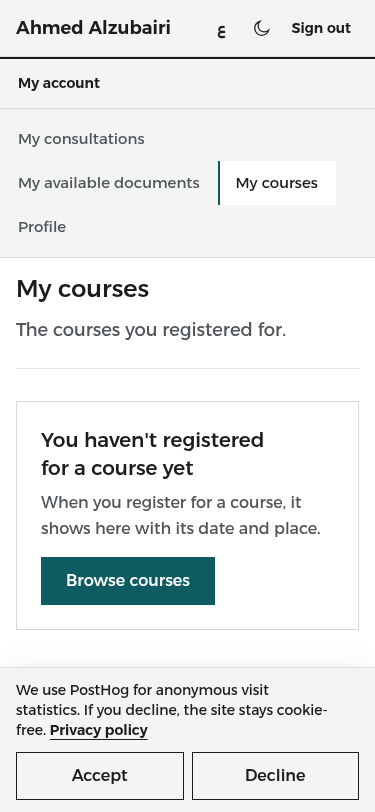 Ahmed Alzubairi
ع
Sign out
My account
My consultations
My available documents
My courses
Profile
My courses
The courses you registered for.
You haven't registered
for a course yet
When you register for a course, it
shows here with its date and place.
Browse courses
We use PostHog for anonymous visit
statistics. If you decline, the site stays cookie-
free. Privacy policy
Accept
Decline